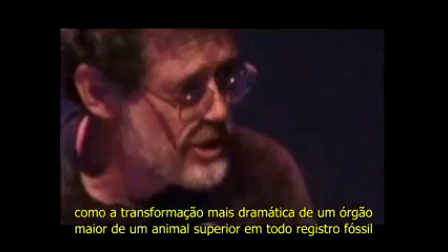 como a transformação mais dramática de um órgão
maior de um animal superior em todo registro fóssil